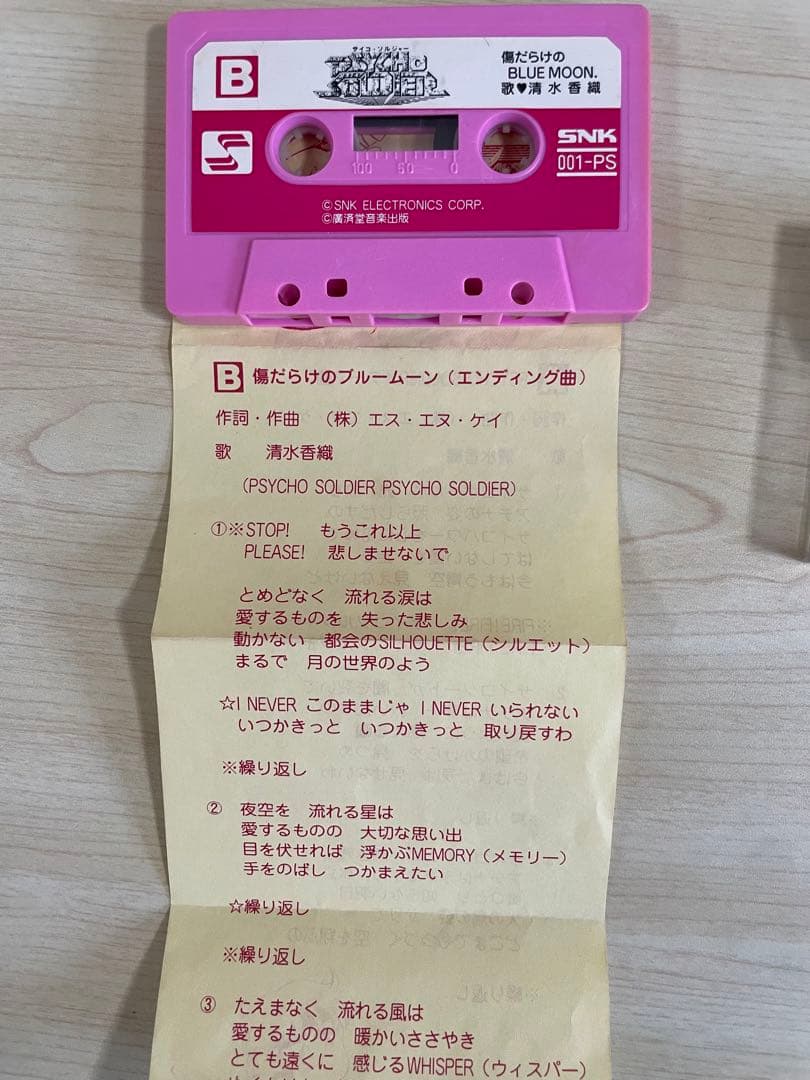 B
サイコ・ソルジャー
PSYCHO
SOLDIER
傷だらけの
BLUE MOON.
歌♥清水香織
SNK
001-PS
100 50 0
©SNK ELECTRONICS CORP.
©廣済堂音楽出版
B 傷だらけのブルームーン（エンディング曲）
作詞・作曲 （株）エス・エヌ・ケイ
歌 清水香織
（PSYCHO SOLDIER PSYCHO SOLDIER）
①※STOP! もうこれ以上
PLEASE! 悲しませないで
とめどなく 流れる涙は
愛するものを 失った悲しみ
動かない 都会のSILHOUETTE（シルエット）
まるで 月の世界のよう
☆I NEVER このままじゃ I NEVER いられない
いつかきっと いつかきっと 取り戻すわ
※繰り返し
② 夜空を 流れる星は
愛するものの 大切な思い出
目を伏せれば 浮かぶMEMORY（メモリー）
手をのばし つかまえたい
☆繰り返し
※繰り返し
③ たえまなく 流れる風は
愛するものの 暖かいささやき
とても遠くに 感じるWHISPER（ウィスパー）